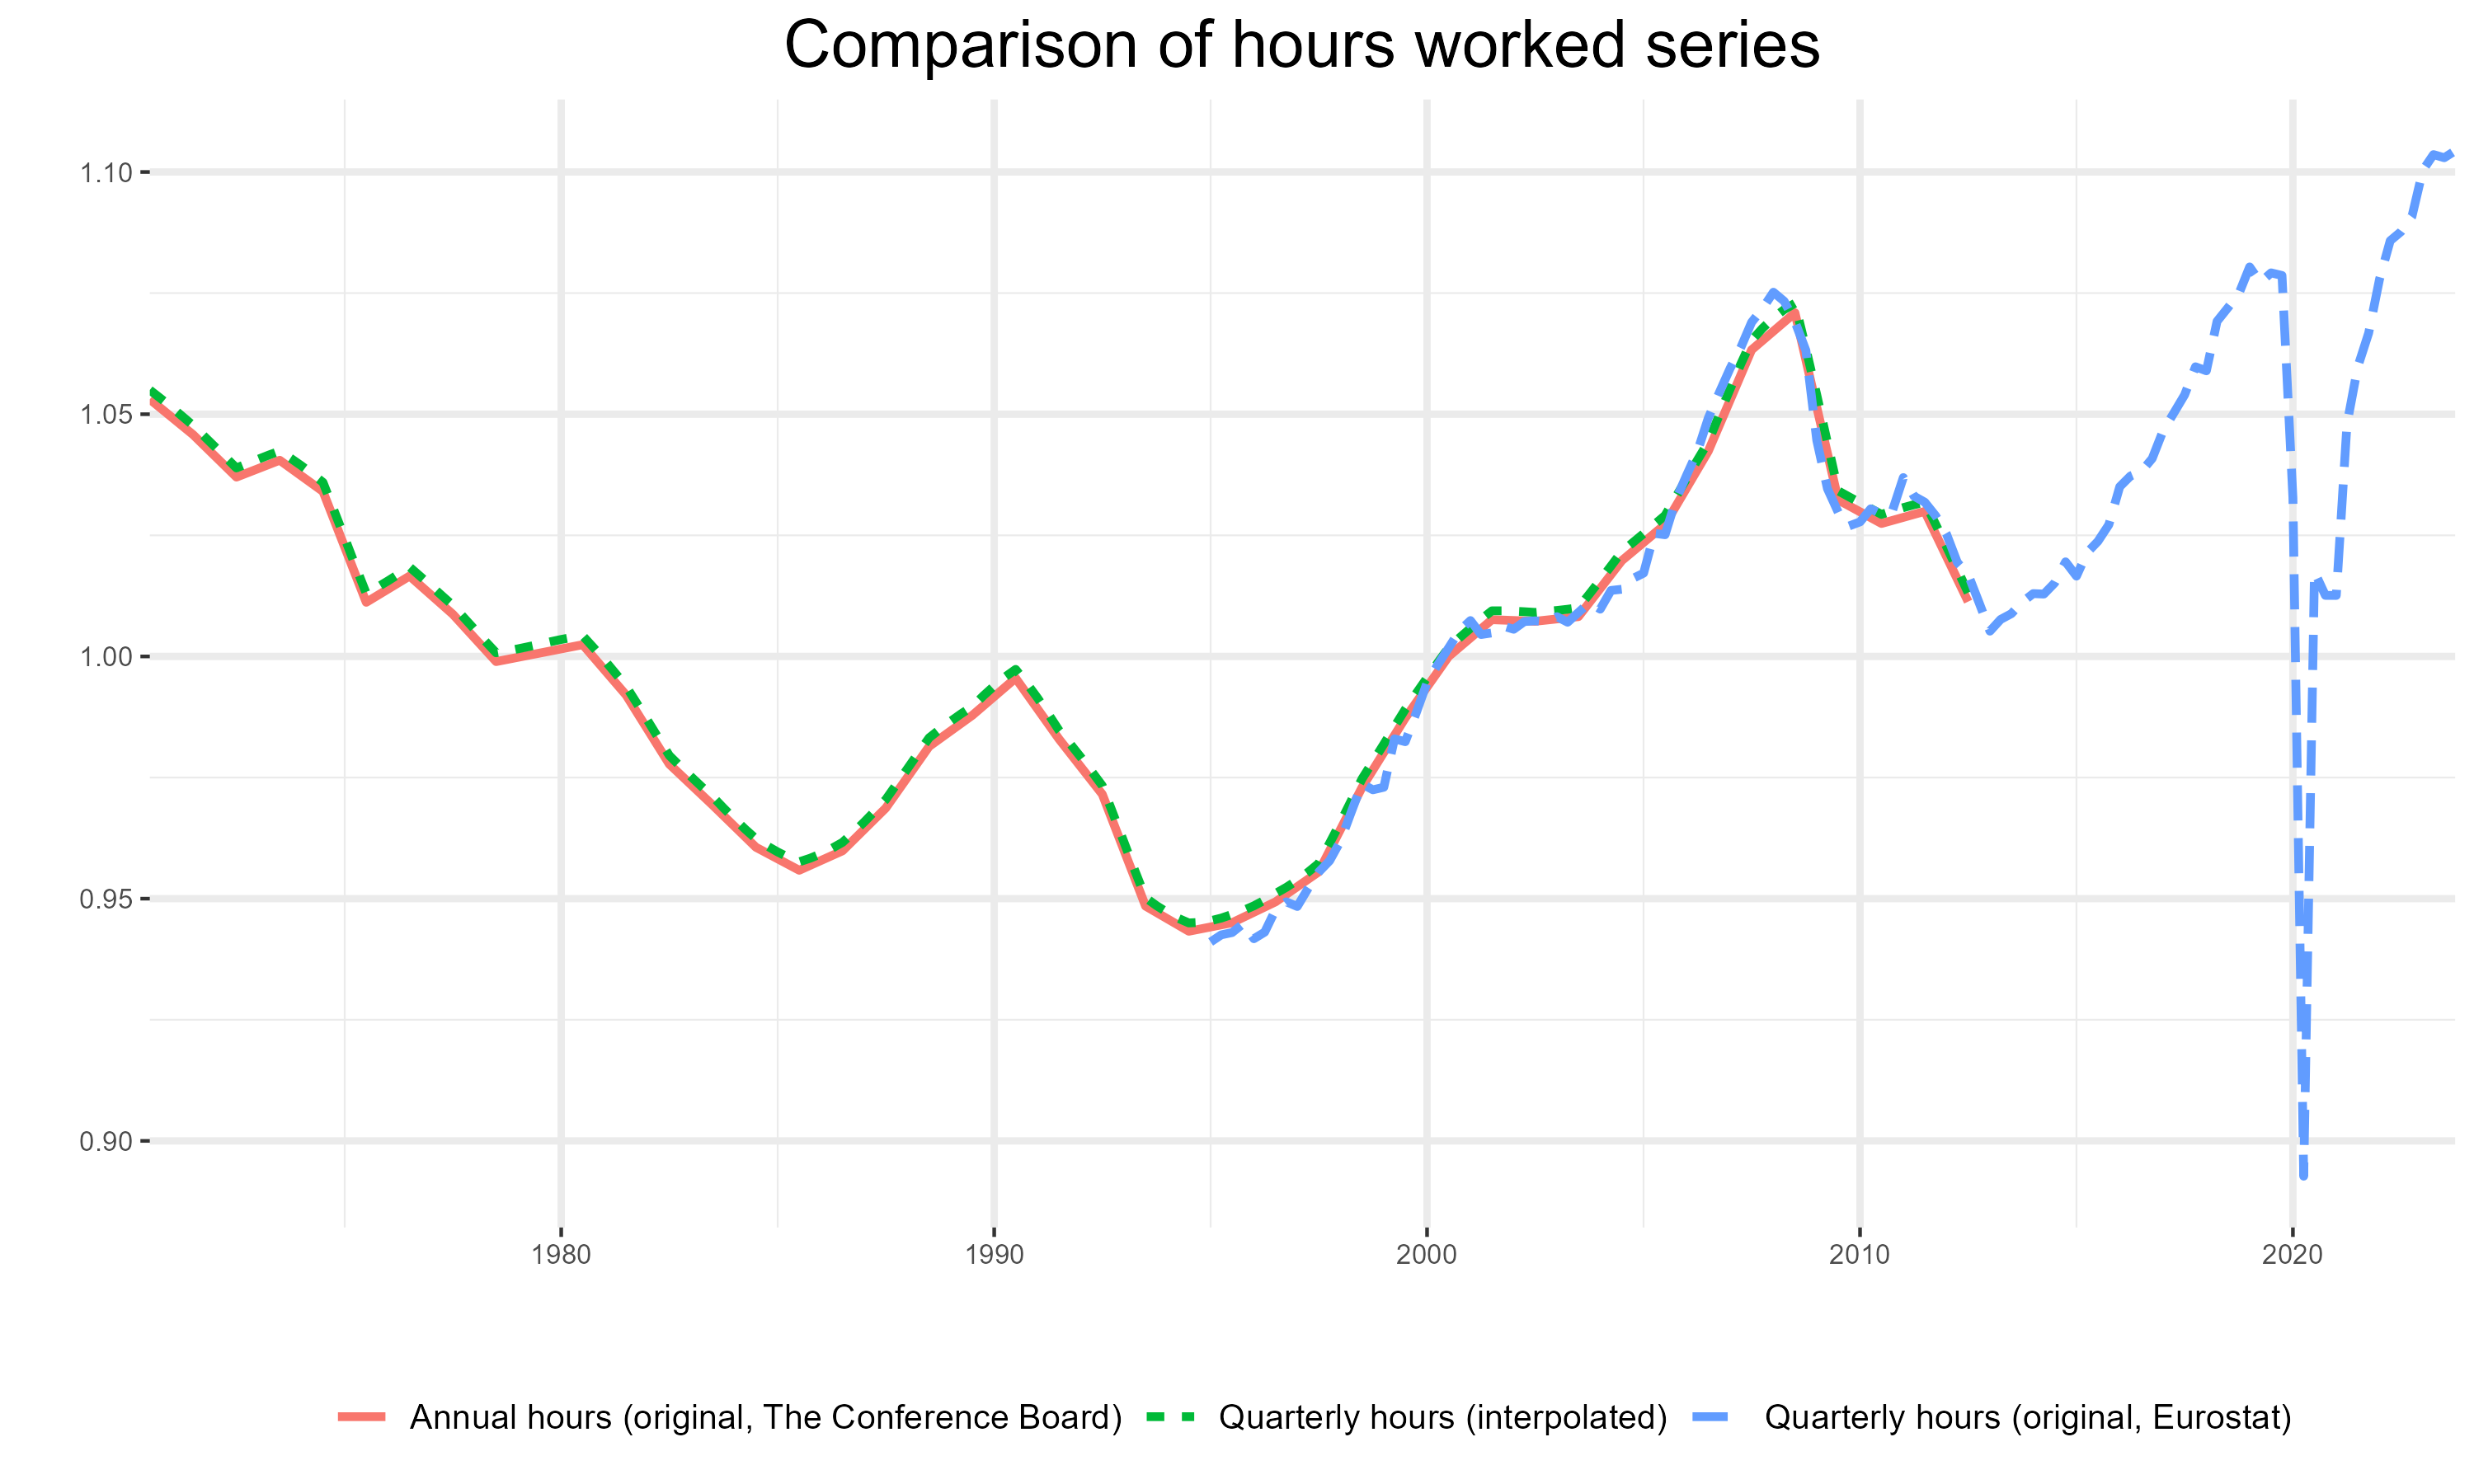 Comparison of hours worked series
1.10
1.05
1.00
0.95
0.90
1980 1990 2000 2010 2020
Annual hours (original, The Conference Board) Quarterly hours (interpolated) Quarterly hours (original, Eurostat)